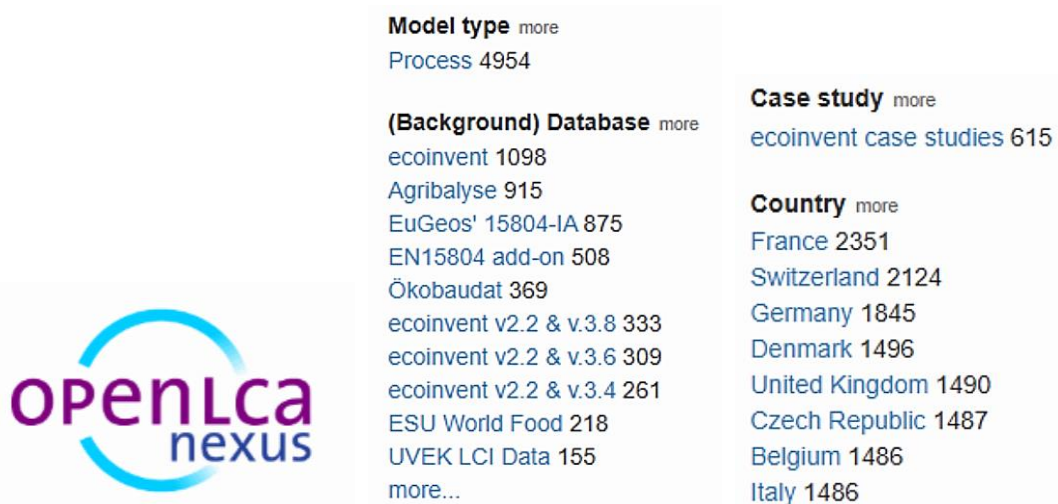 openLca
nexus
Model type more
Process 4954
(Background) Database more
ecoinvent 1098
Agribalyse 915
EuGeos' 15804-IA 875
EN15804 add-on 508
Ökobaudat 369
ecoinvent v2.2 & v.3.8 333
ecoinvent v2.2 & v.3.6 309
ecoinvent v2.2 & v.3.4 261
ESU World Food 218
UVEK LCI Data 155
more...
Case study more
ecoinvent case studies 615
Country more
France 2351
Switzerland 2124
Germany 1845
Denmark 1496
United Kingdom 1490
Czech Republic 1487
Belgium 1486
Italy 1486